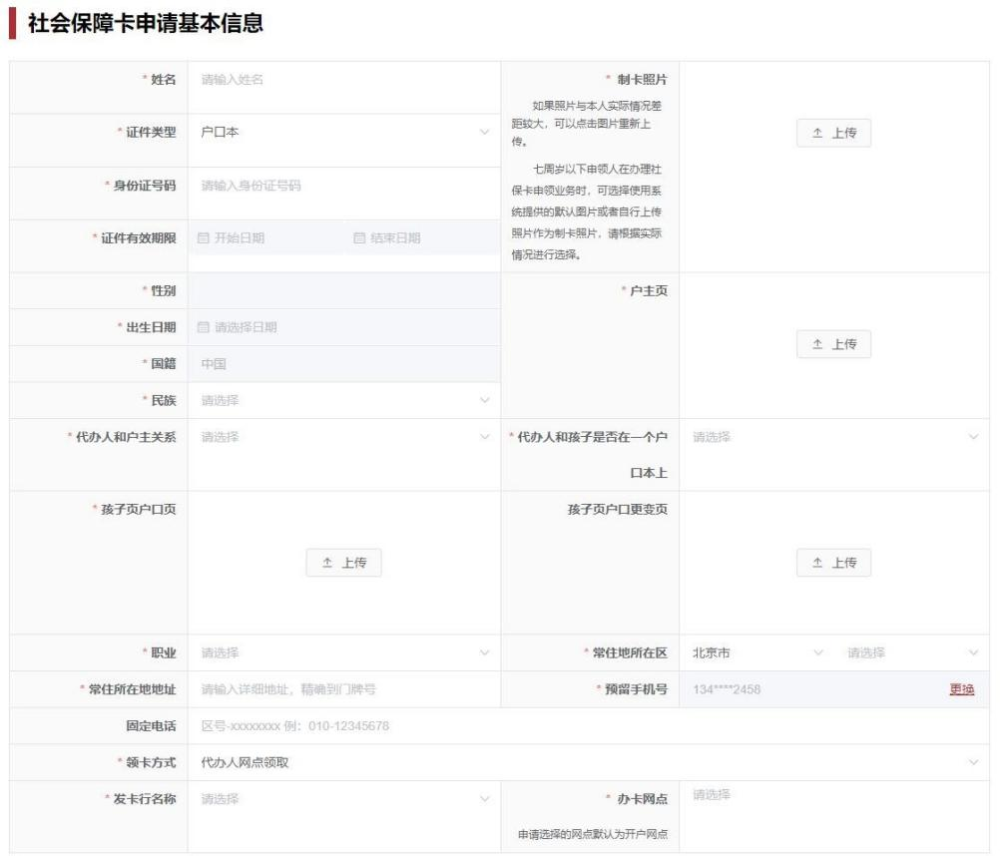 社会保障卡申请基本信息
* 姓名
请输入姓名
* 制卡照片
如果照片与本人实际情况差
距较大，可以点击图片重新上
传。
七周岁以下申领人在办理社
保卡申领业务时，可选择使用系
统提供的默认图片或者自行上传
照片作为制卡照片，请根据实际
情况进行选择。
上传
* 证件类型
户口本
* 身份证号码
请输入身份证号码
* 证件有效期限
开始日期
结束日期
* 性别
* 户主页
上传
* 出生日期
请选择日期
* 国籍
中国
* 民族
请选择
* 代办人和户主关系
请选择
* 代办人和孩子是否在一个户
口本上
请选择
* 孩子页户口页
上传
孩子页户口更变页
上传
* 职业
请选择
* 常住地所在区
北京市
请选择
* 常住所在地地址
请输入详细地址，精确到门牌号
* 预留手机号
134****2458
更换
固定电话
区号-xxxxxxxx 例：010-12345678
* 领卡方式
代办人网点领取
* 发卡行名称
请选择
* 办卡网点
申请选择的网点默认为开户网点
请选择